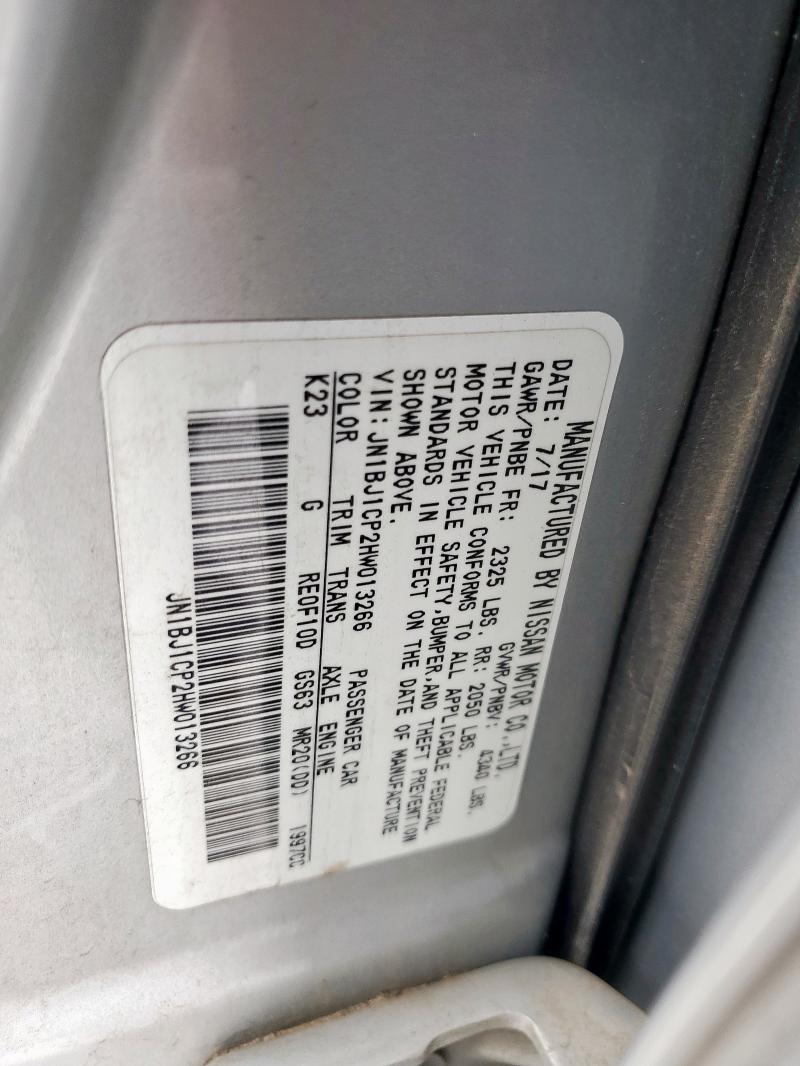 MANUFACTURED BY NISSAN MOTOR CO.,LTD.
DATE: 7/17 GVWR/PNBV: 4340 LBS.
GAWR/PNBE FR: 2325 LBS. RR: 2050 LBS.
THIS VEHICLE CONFORMS TO ALL APPLICABLE FEDERAL
MOTOR VEHICLE SAFETY,BUMPER,AND THEFT PREVENTION
STANDARDS IN EFFECT ON THE DATE OF MANUFACTURE
SHOWN ABOVE.
VIN:JN1BJ1CP2HW013266 PASSENGER CAR
COLOR TRIM TRANS AXLE ENGINE
K23 G RE0F10D GS63 MR20(DD) 1997CC
JN1BJ1CP2HW013266